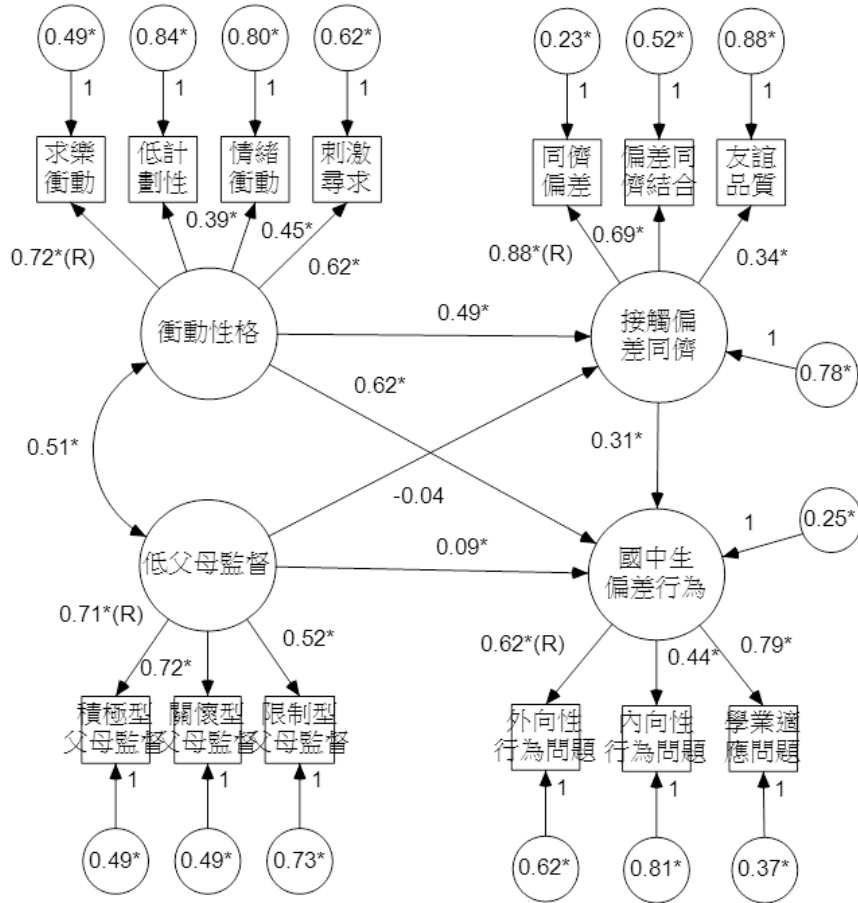 0.49*
0.84*
0.80*
0.62*
0.23*
0.52*
0.88*
1
1
1
1
1
1
1
求樂
衝動
低計
劃性
情緒
衝動
刺激
尋求
同儕
偏差
偏差同
儕結合
友誼
品質
0.72*(R)
0.39*
0.45*
0.62*
0.88*(R)
0.69*
0.34*
衝動性格
0.49*
接觸偏
差同儕
1
0.78*
0.62*
0.51*
0.31*
-0.04
低父母監督
0.09*
國中生
偏差行為
1
0.25*
0.71*(R)
0.72*
0.52*
0.62*(R)
0.44*
0.79*
積極型
父母監督
關懷型
父母監督
限制型
父母監督
外向性
行為問題
內向性
行為問題
學業適
應問題
1
1
1
1
1
1
0.49*
0.49*
0.73*
0.62*
0.81*
0.37*